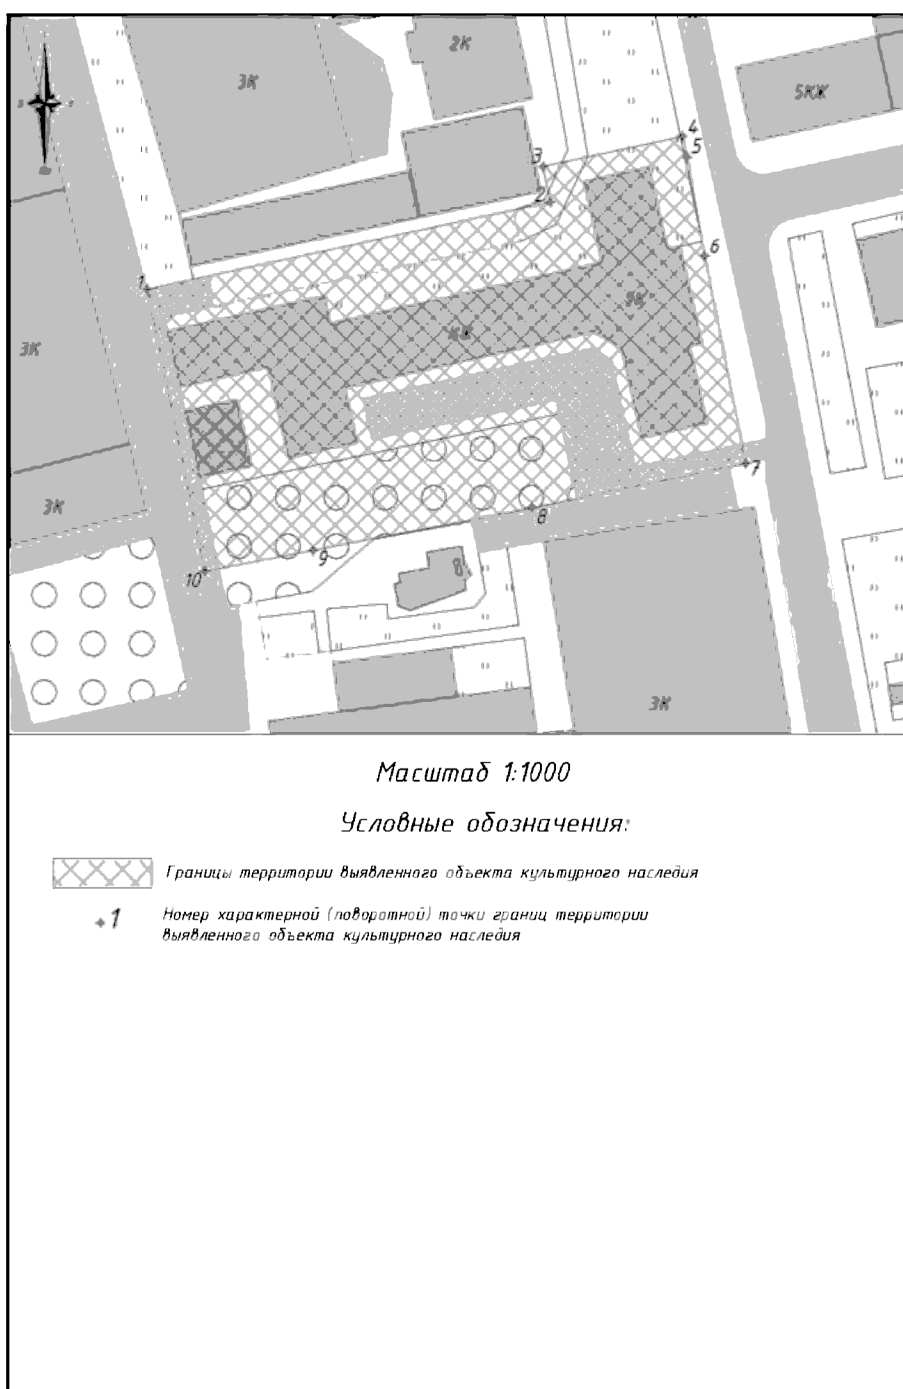 2К
3К
5КЖ
4
3
5
2
6
1
3К
7
8
3К
9
10
3К
Масштаб 1:1000
Условные обозначения:
Границы территории выявленного объекта культурного наследия
1 Номер характерной (поворотной) точки границ территории
выявленного объекта культурного наследия